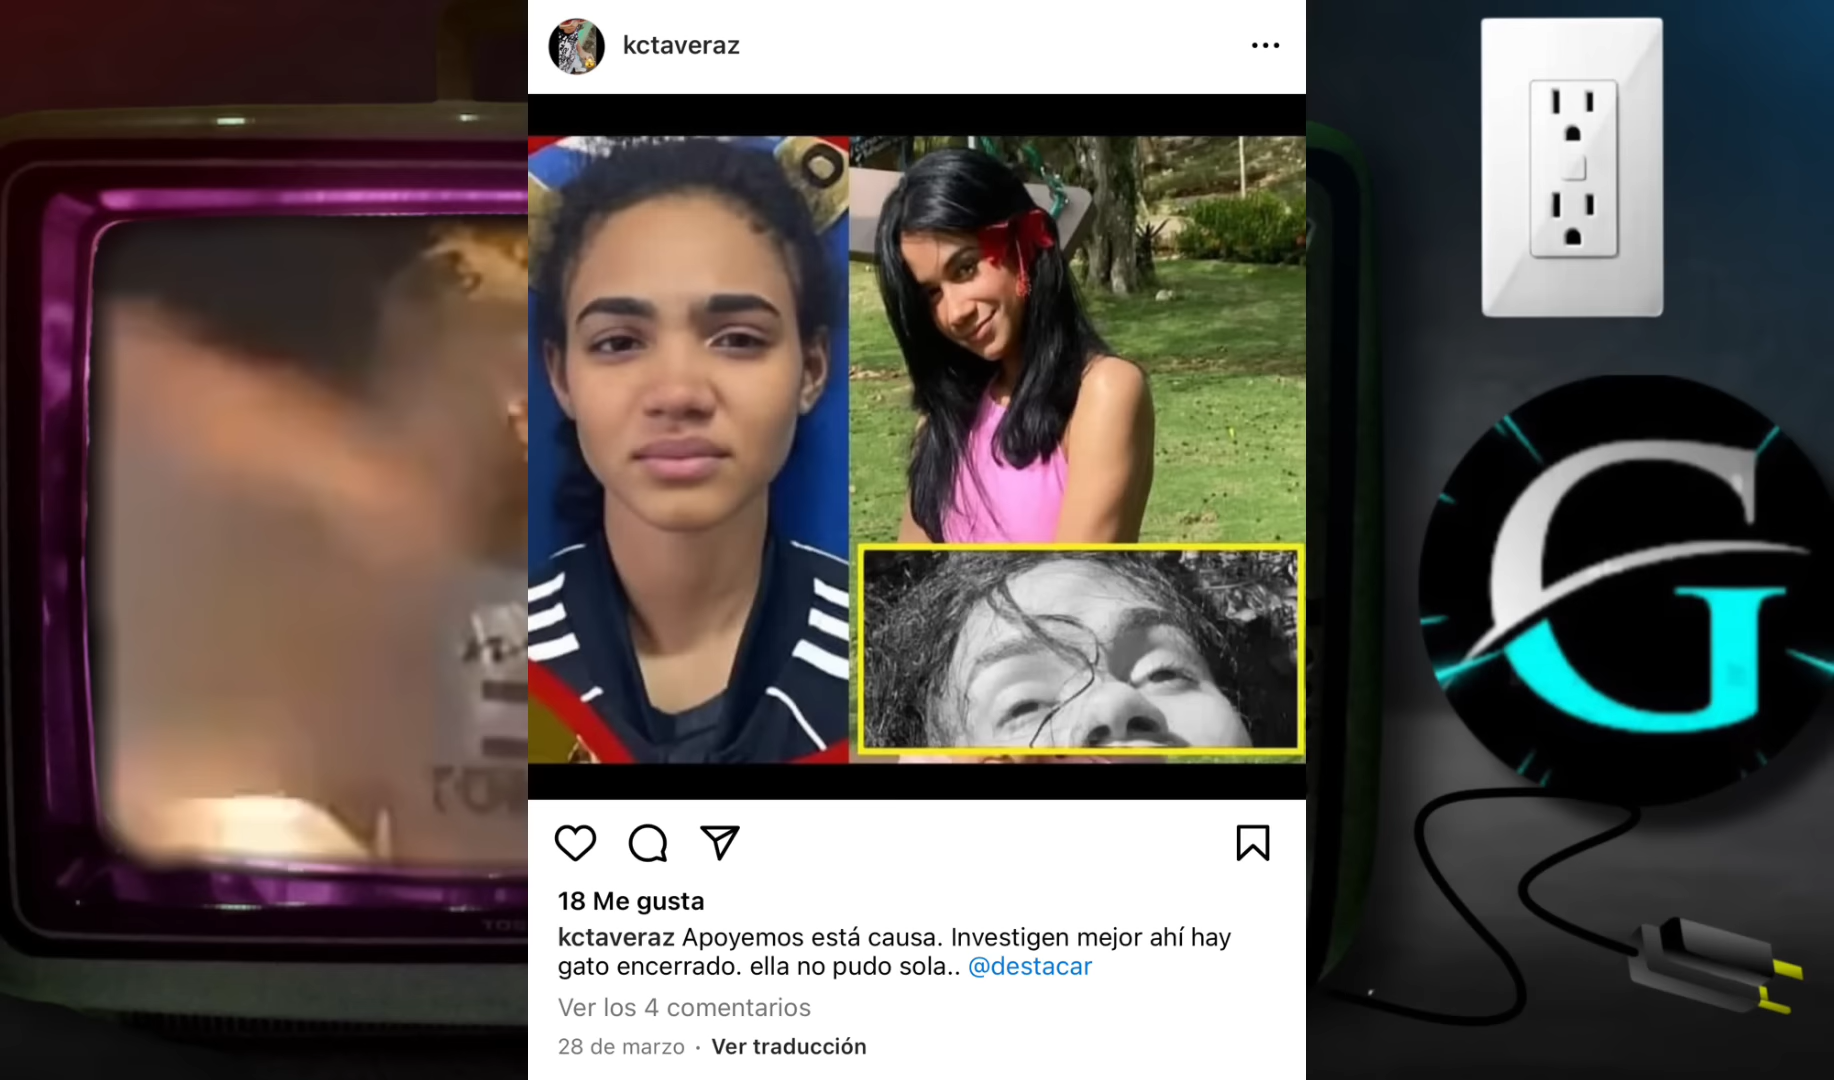 kctaveraz
18 Me gusta
kctaveraz Apoyemos está causa. Investigen mejor ahí hay
gato encerrado. ella no pudo sola.. @destacar
Ver los 4 comentarios
28 de marzo · Ver traducción
G